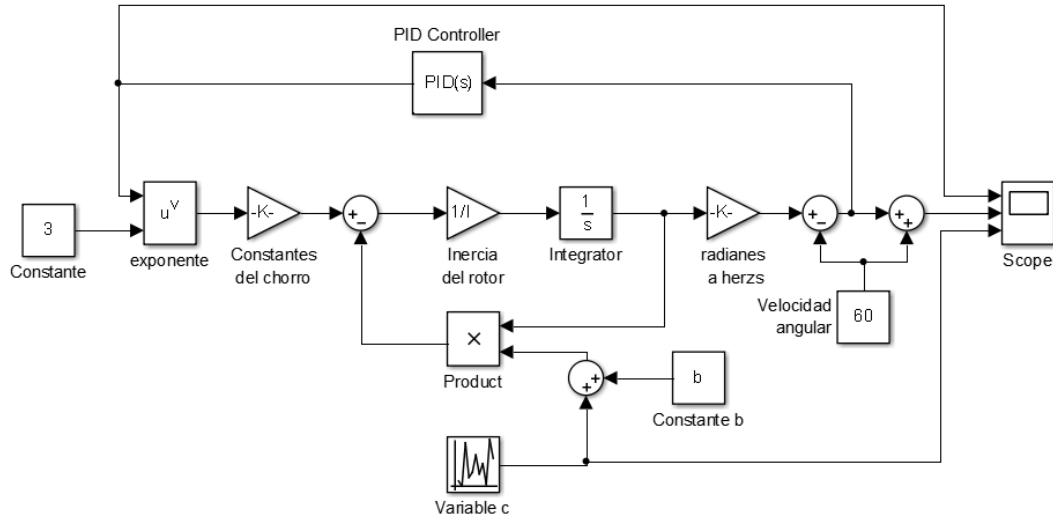 PID Controller
PID(s)
3
Constante
u^v
exponente
-K-
Constantes
del chorro
+
−
1/I
Inercia
del rotor
1
s
Integrator
-K-
radianes
a herzs
+
−
+
+
Scope
Velocidad
angular
60
×
Product
+
+
b
Constante b
Variable c